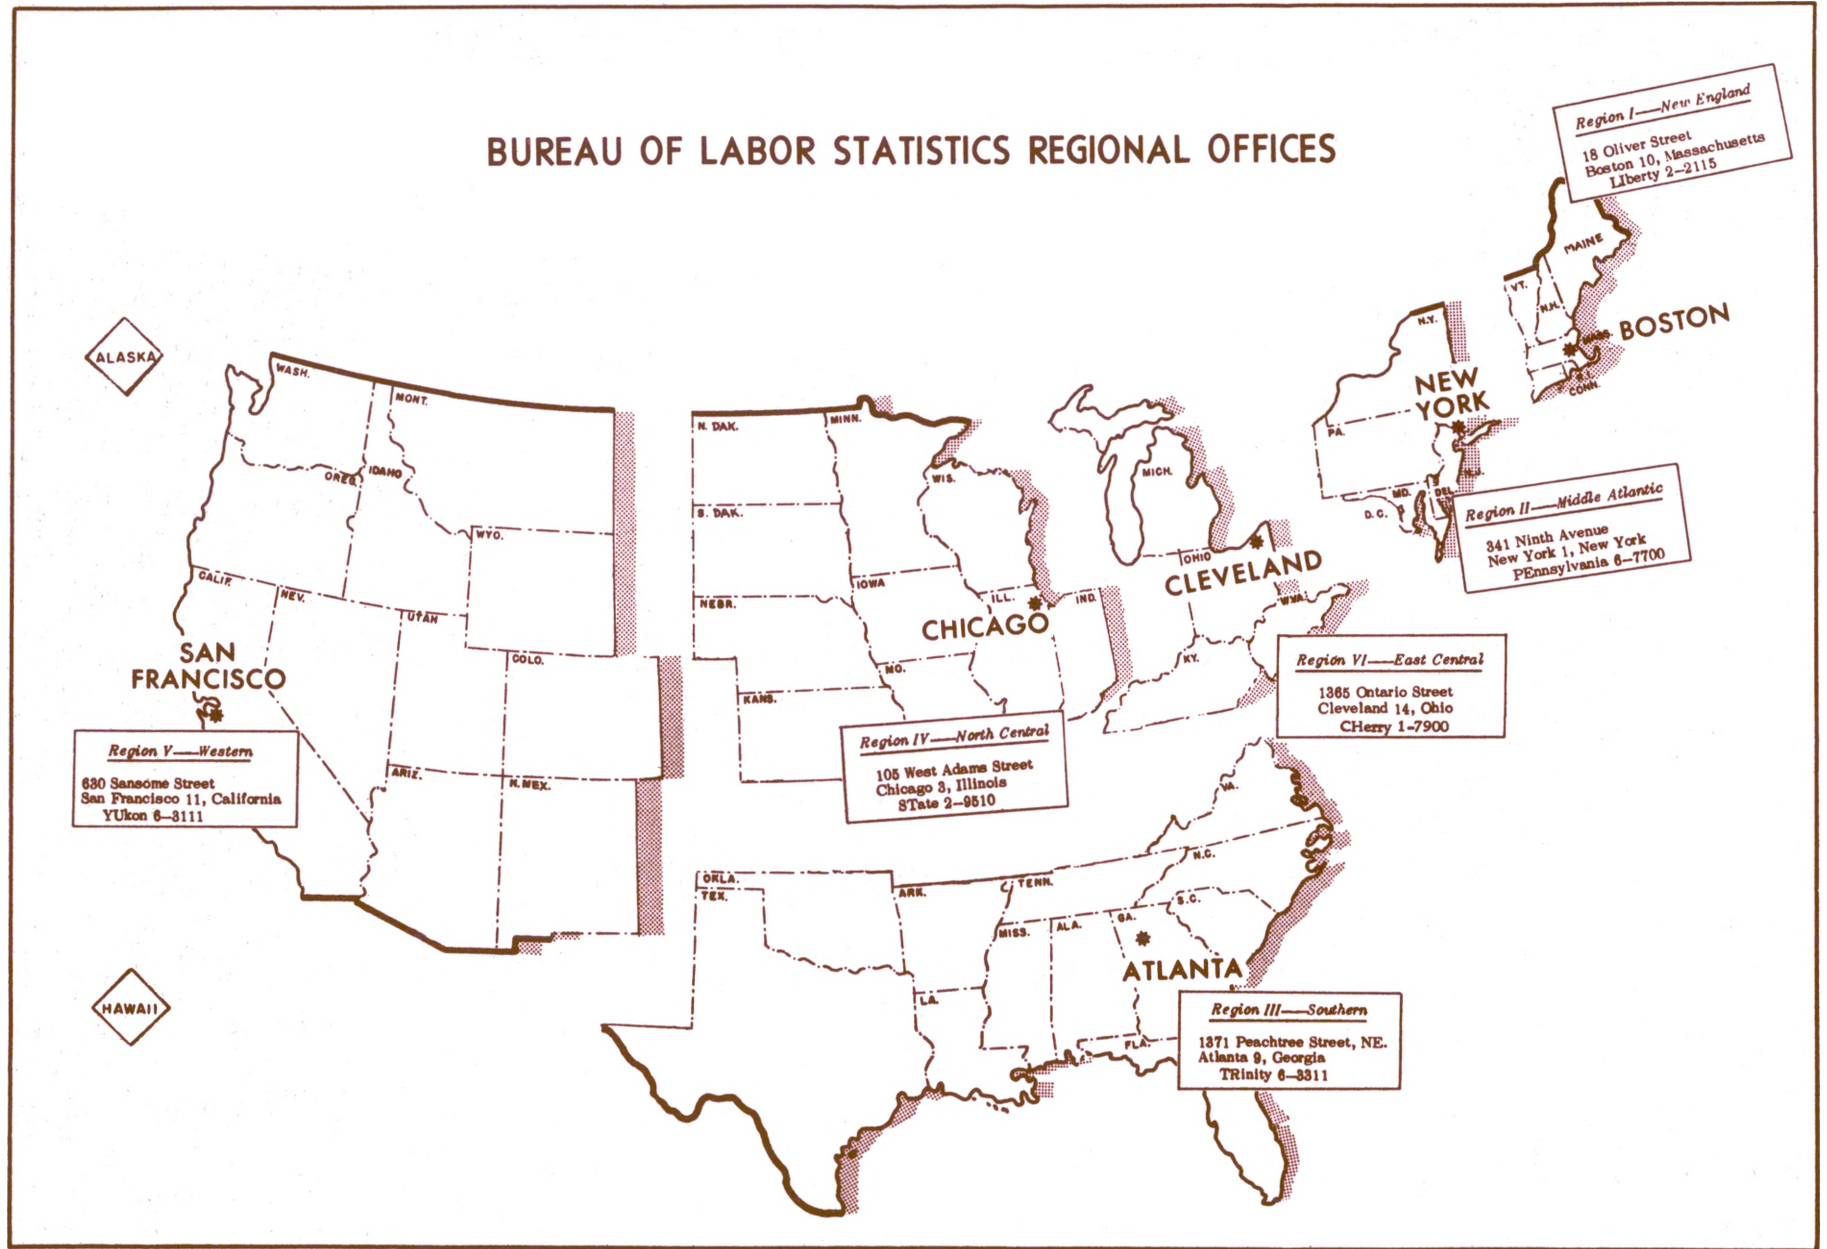 BUREAU OF LABOR STATISTICS REGIONAL OFFICES
Region I—New England
18 Oliver Street
Boston 10, Massachusetts
LIberty 2-2115
MAINE
VT.
N.H.
MASS.
BOSTON
R.I.
CONN.
N.Y.
NEW
YORK
PA.
N.J.
MD.
DEL.
D.C.
Region II—Middle Atlantic
341 Ninth Avenue
New York 1, New York
PEnnsylvania 6-7700
ALASKA
WASH.
MONT.
OREG.
IDAHO
WYO.
CALIF.
NEV.
UTAH
COLO.
SAN
FRANCISCO
ARIZ.
N. MEX.
Region V—Western
630 Sansome Street
San Francisco 11, California
YUkon 6-3111
N. DAK.
MINN.
WIS.
S. DAK.
IOWA
NEBR.
ILL.
IND.
CHICAGO
MO.
KANS.
Region IV—North Central
105 West Adams Street
Chicago 3, Illinois
STate 2-9510
MICH.
OHIO
CLEVELAND
W.VA.
KY.
Region VI—East Central
1365 Ontario Street
Cleveland 14, Ohio
CHerry 1-7900
HAWAII
VA.
N.C.
OKLA.
TEX.
ARK.
TENN.
S.C.
MISS.
ALA.
GA.
ATLANTA
LA.
FLA.
Region III—Southern
1371 Peachtree Street, NE.
Atlanta 9, Georgia
TRinity 6-3311